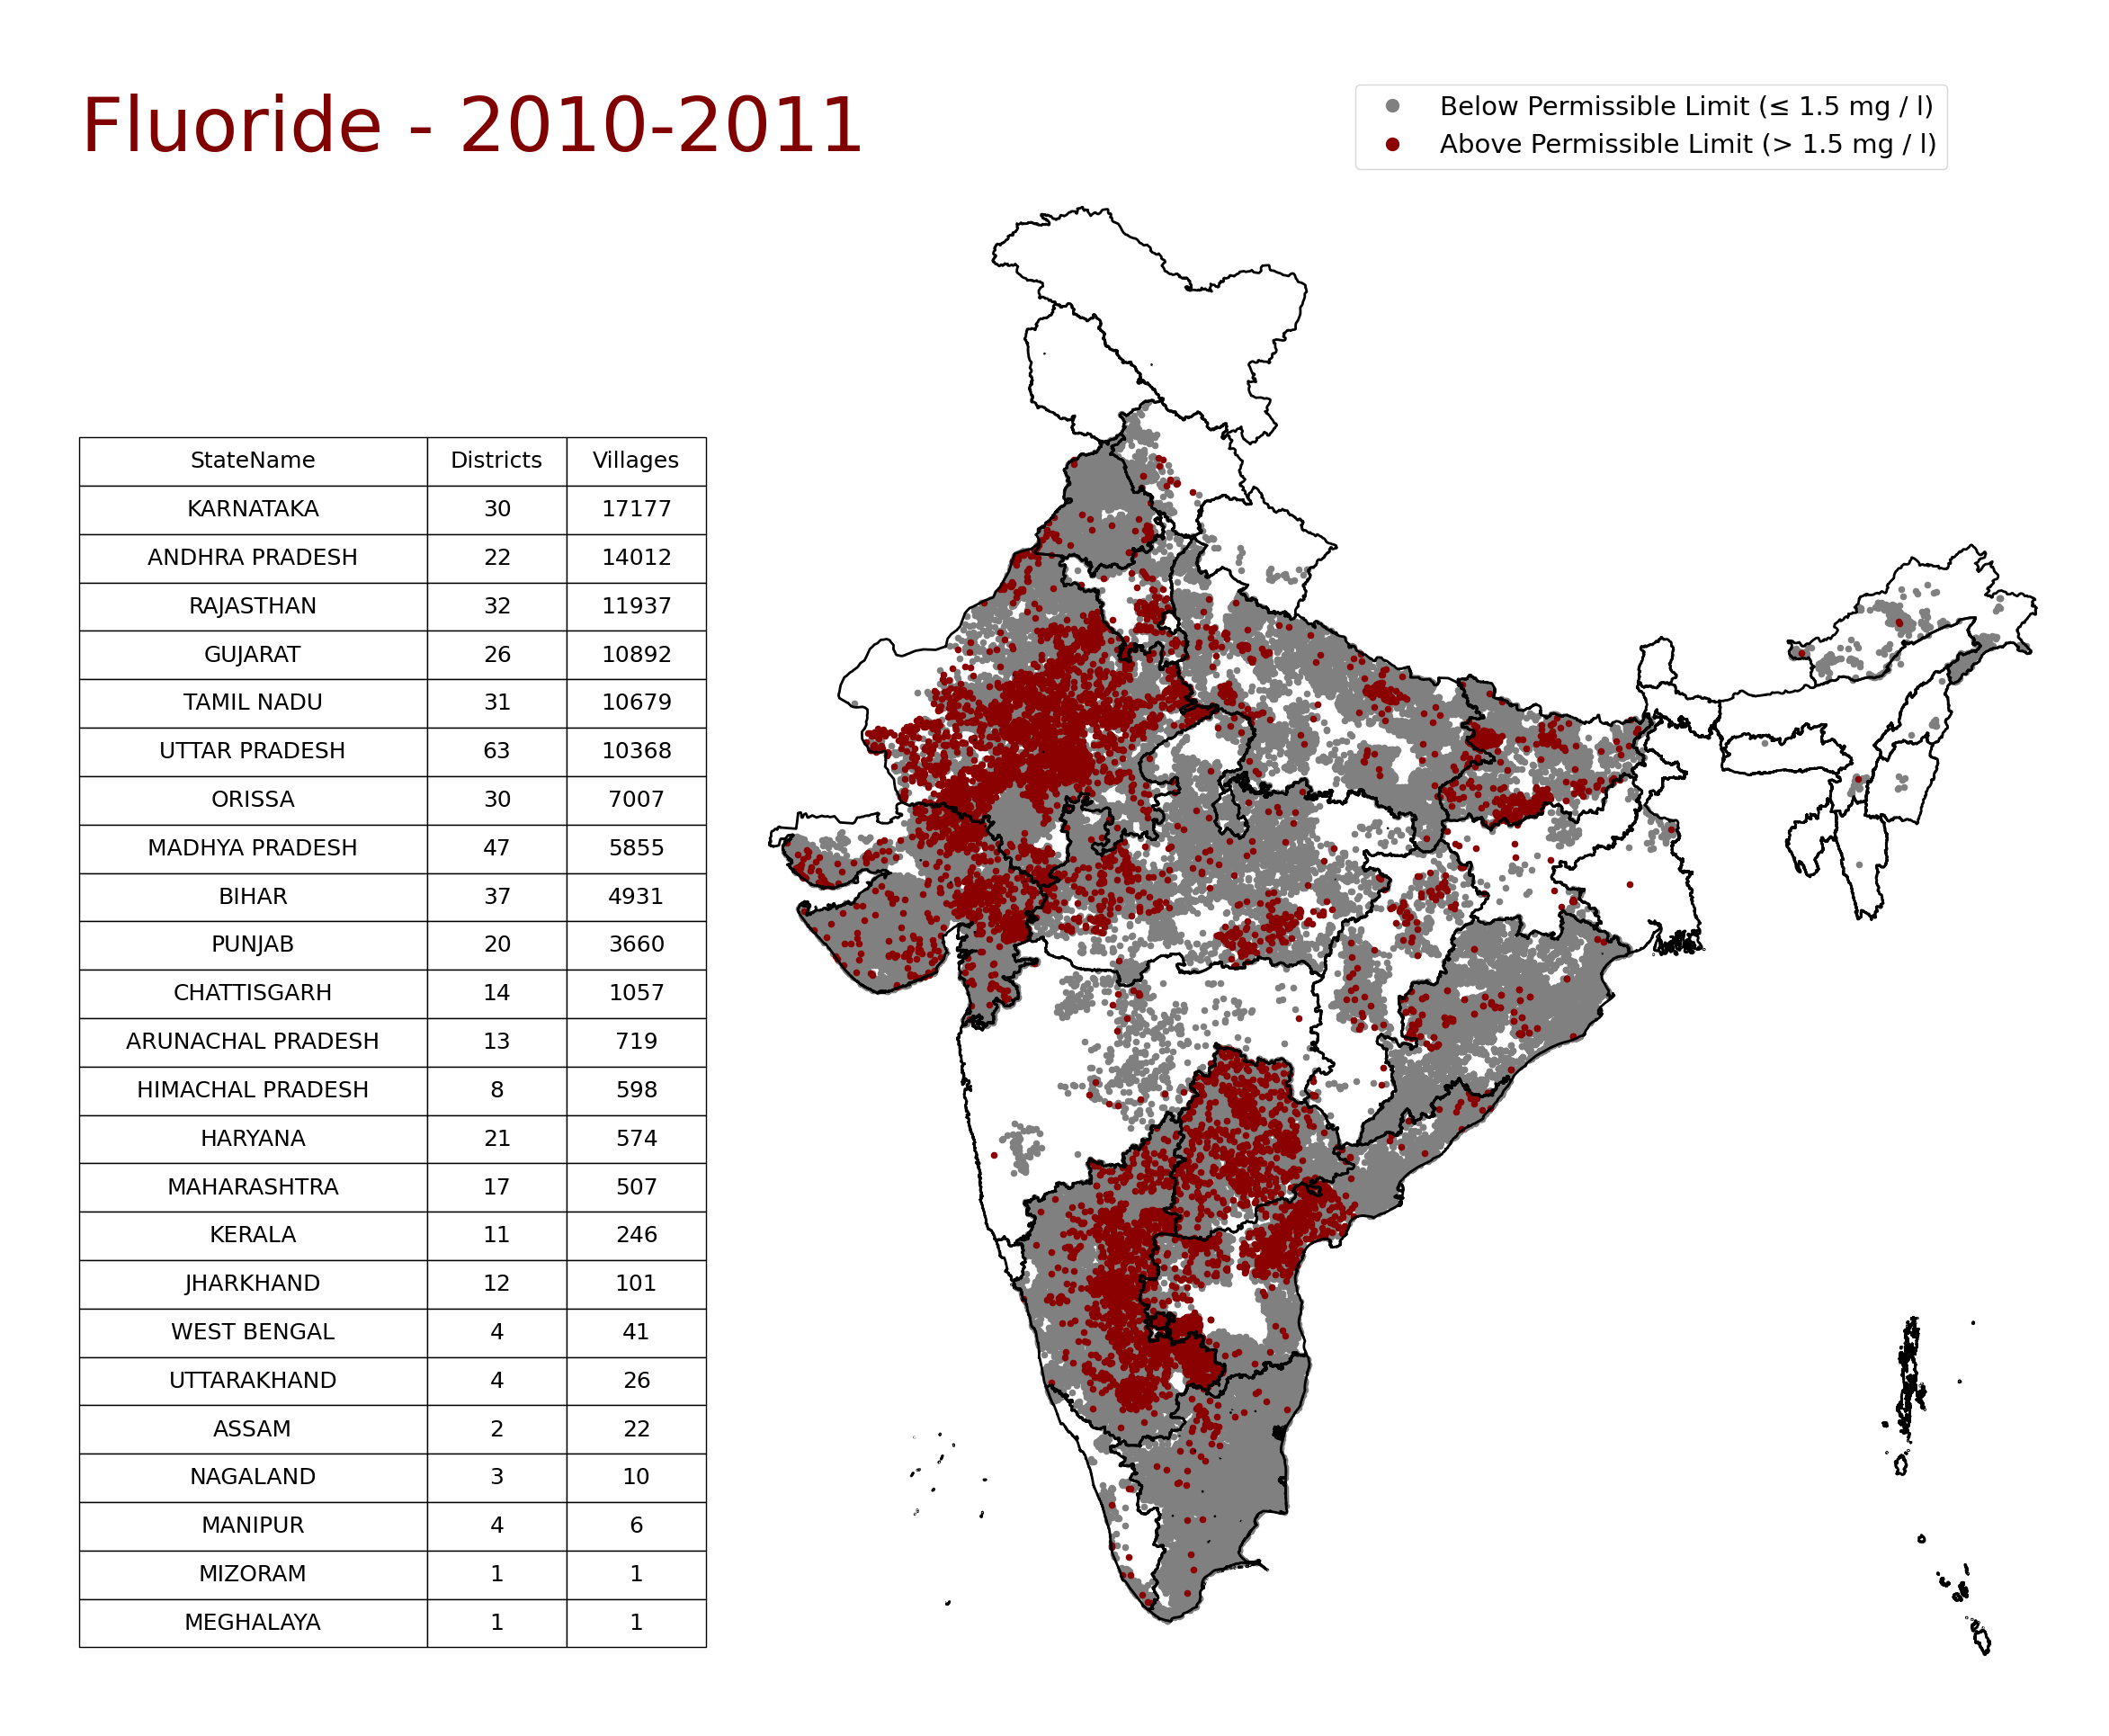 Fluoride - 2010-2011
Below Permissible Limit (≤ 1.5 mg / l)
Above Permissible Limit (> 1.5 mg / l)
StateName Districts Villages
KARNATAKA 30 17177
ANDHRA PRADESH 22 14012
RAJASTHAN 32 11937
GUJARAT 26 10892
TAMIL NADU 31 10679
UTTAR PRADESH 63 10368
ORISSA 30 7007
MADHYA PRADESH 47 5855
BIHAR 37 4931
PUNJAB 20 3660
CHATTISGARH 14 1057
ARUNACHAL PRADESH 13 719
HIMACHAL PRADESH 8 598
HARYANA 21 574
MAHARASHTRA 17 507
KERALA 11 246
JHARKHAND 12 101
WEST BENGAL 4 41
UTTARAKHAND 4 26
ASSAM 2 22
NAGALAND 3 10
MANIPUR 4 6
MIZORAM 1 1
MEGHALAYA 1 1